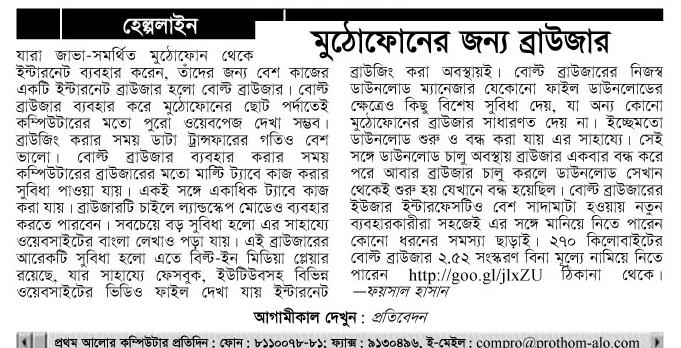 হেল্পলাইন
মুঠোফোনের জন্য ব্রাউজার
যারা জাভা-সমর্থিত মুঠোফোন থেকে
ইন্টারনেট ব্যবহার করেন, তাঁদের জন্য বেশ কাজের
একটি ইন্টারনেট ব্রাউজার হলো বোল্ট ব্রাউজার। বোল্ট
ব্রাউজার ব্যবহার করে মুঠোফোনের ছোট পর্দাতেই
কম্পিউটারের মতো পুরো ওয়েবপেজ দেখা সম্ভব।
ব্রাউজিং করার সময় ডাটা ট্রান্সফারের গতিও বেশ
ভালো। বোল্ট ব্রাউজার ব্যবহার করার সময়
কম্পিউটারের ব্রাউজারের মতো মাল্টি ট্যাবে কাজ করার
সুবিধা পাওয়া যায়। একই সঙ্গে একাধিক ট্যাবে কাজ
করা যায়। ব্রাউজারটি চাইলে ল্যান্ডস্কেপ মোডেও ব্যবহার
করতে পারবেন। সবচেয়ে বড় সুবিধা হলো এর সাহায্যে
ওয়েবসাইটের বাংলা লেখাও পড়া যায়। এই ব্রাউজারের
আরেকটি সুবিধা হলো এতে বিল্ট-ইন মিডিয়া প্লেয়ার
রয়েছে, যার সাহায্যে ফেসবুক, ইউটিউবসহ বিভিন্ন
ওয়েবসাইটের ভিডিও ফাইল দেখা যায় ইন্টারনেট
ব্রাউজিং করা অবস্থায়ই। বোল্ট ব্রাউজারের নিজস্ব
ডাউনলোড ম্যানেজার যেকোনো ফাইল ডাউনলোডের
ক্ষেত্রেও কিছু বিশেষ সুবিধা দেয়, যা অন্য কোনো
মুঠোফোনের ব্রাউজার সাধারণত দেয় না। ইচ্ছেমতো
ডাউনলোড শুরু ও বন্ধ করা যায় এর সাহায্যে। সেই
সঙ্গে ডাউনলোড চালু অবস্থায় ব্রাউজার একবার বন্ধ করে
পরে আবার ব্রাউজার চালু করলে ডাউনলোড সেখান
থেকেই শুরু হয় যেখানে বন্ধ হয়েছিল। বোল্ট ব্রাউজারের
ইউজার ইন্টারফেসটিও বেশ সাদামাটা হওয়ায় নতুন
ব্যবহারকারীরা সহজেই এর সঙ্গে মানিয়ে নিতে পারেন
কোনো ধরনের সমস্যা ছাড়াই। ২৭০ কিলোবাইটের
বোল্ট ব্রাউজার ২.৫২ সংস্করণ বিনা মূল্যে নামিয়ে নিতে
পারেন http://goo.gl/jlxZU ঠিকানা থেকে।
—ফয়সাল হাসান
আগামীকাল দেখুন : প্রতিবেদন
প্রথম আলোর কম্পিউটার প্রতিদিন : ফোন : ৮১১০০৭৮-৮১; ফ্যাক্স : ৯১৩০৪৯৬, ই-মেইল : compro@prothom-alo.com